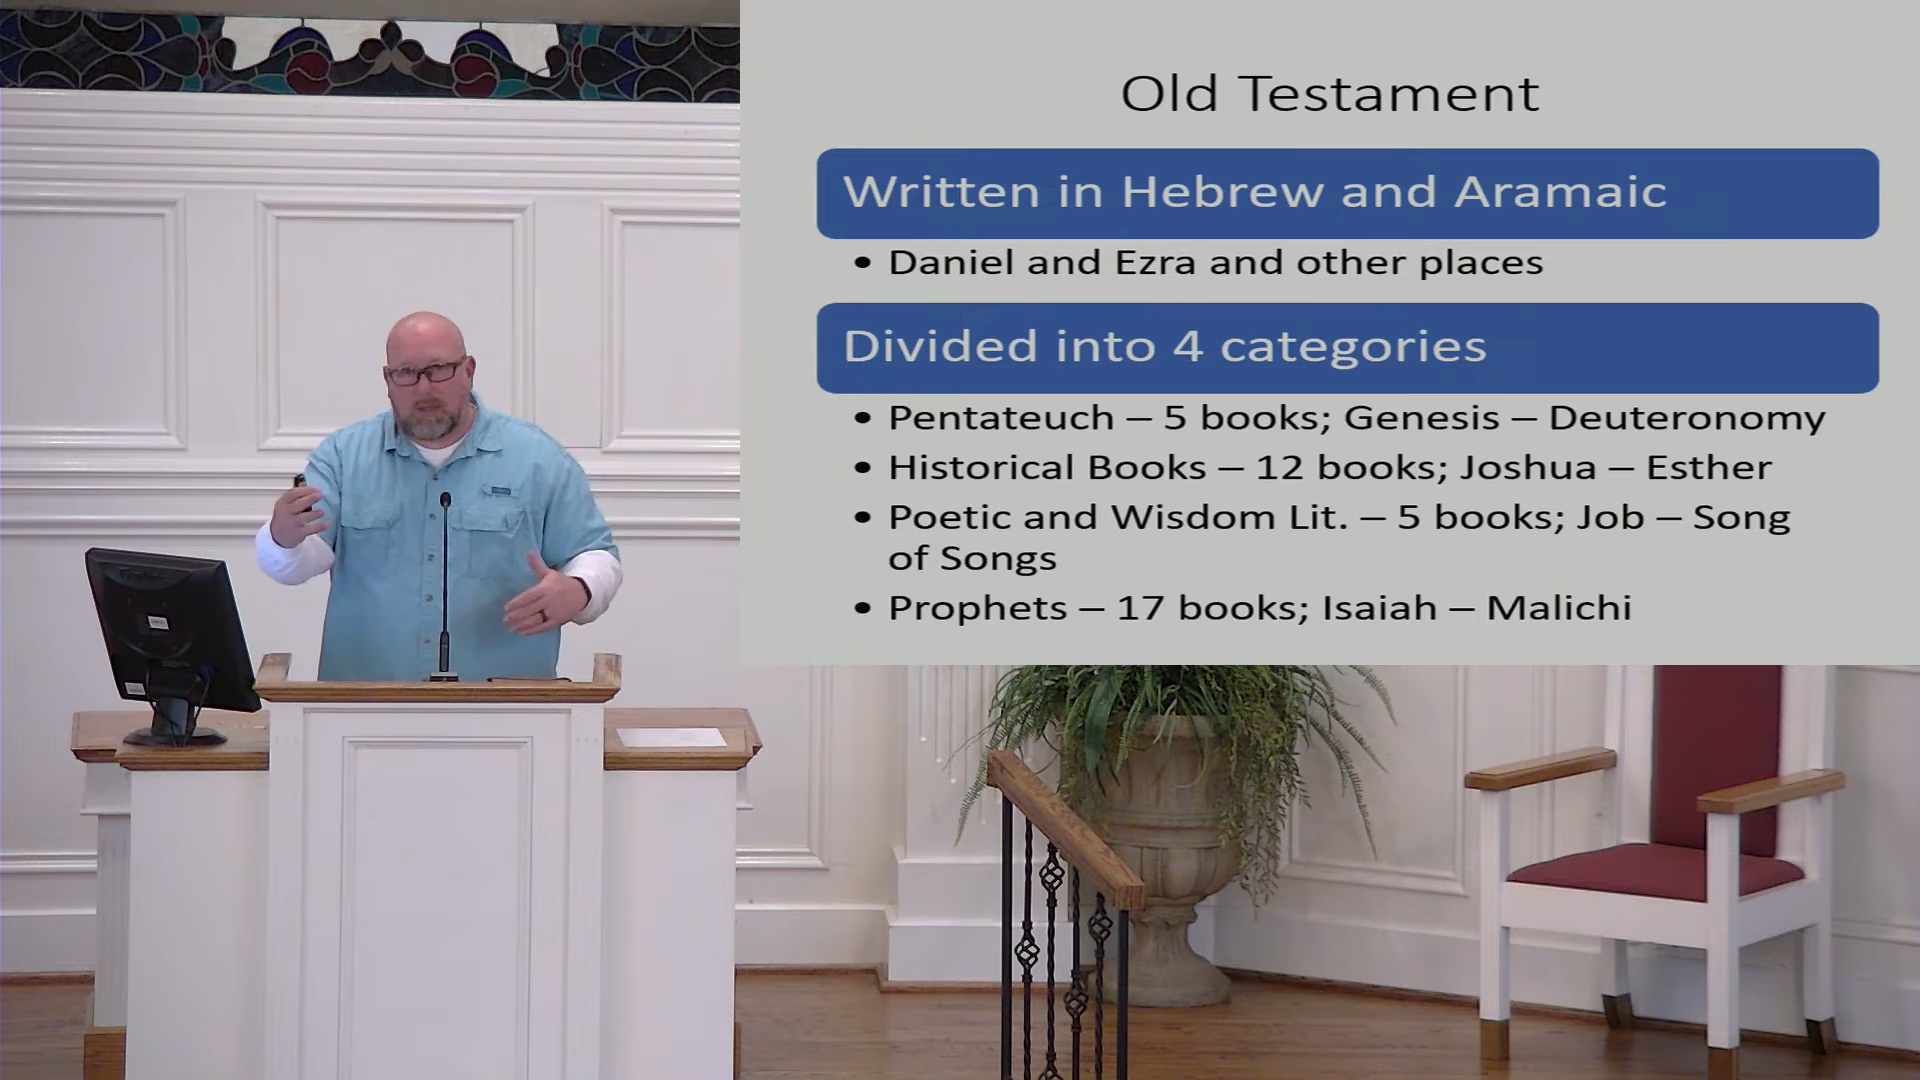 Old Testament
Written in Hebrew and Aramaic
• Daniel and Ezra and other places
Divided into 4 categories
• Pentateuch – 5 books; Genesis – Deuteronomy
• Historical Books – 12 books; Joshua – Esther
• Poetic and Wisdom Lit. – 5 books; Job – Song
of Songs
• Prophets – 17 books; Isaiah – Malichi